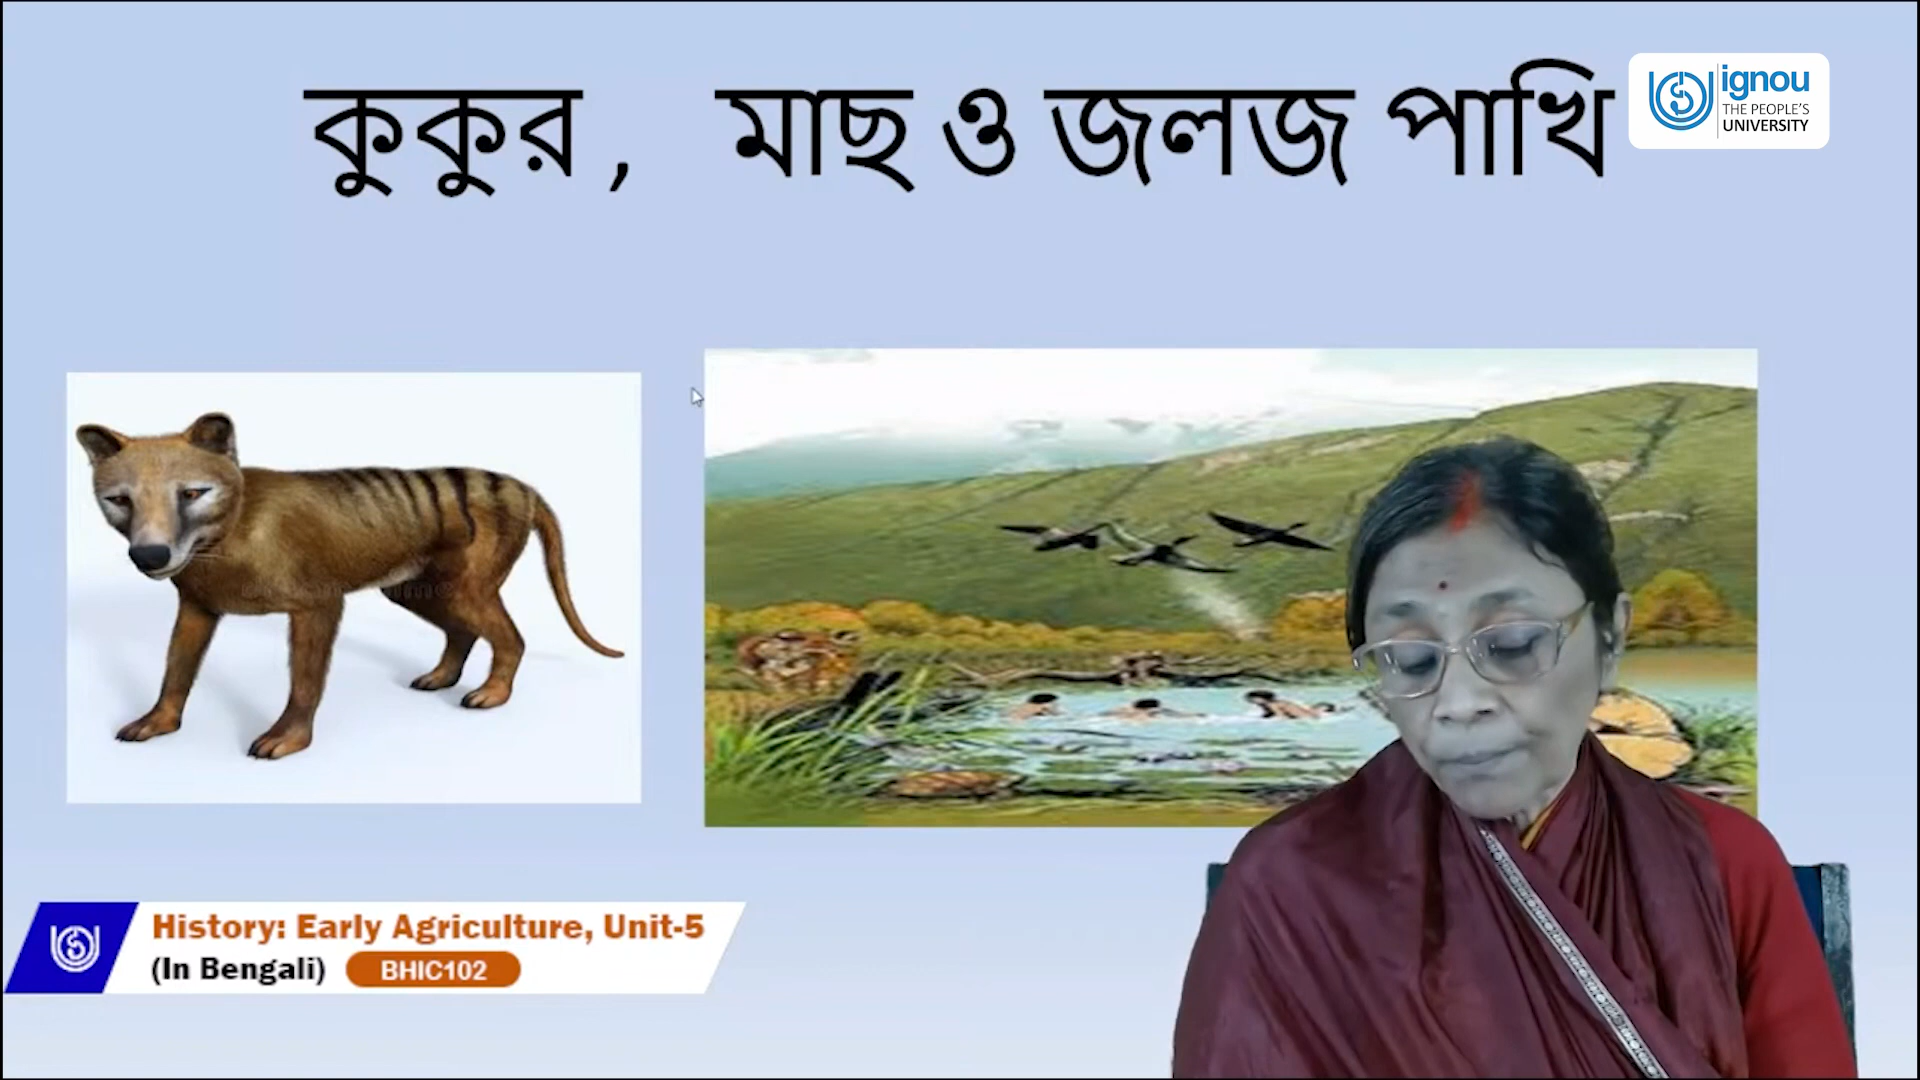 কুকুর , মাছ ও জলজ পাখি
ignou
THE PEOPLE'S
UNIVERSITY
History: Early Agriculture, Unit-5
(In Bengali) BHIC102